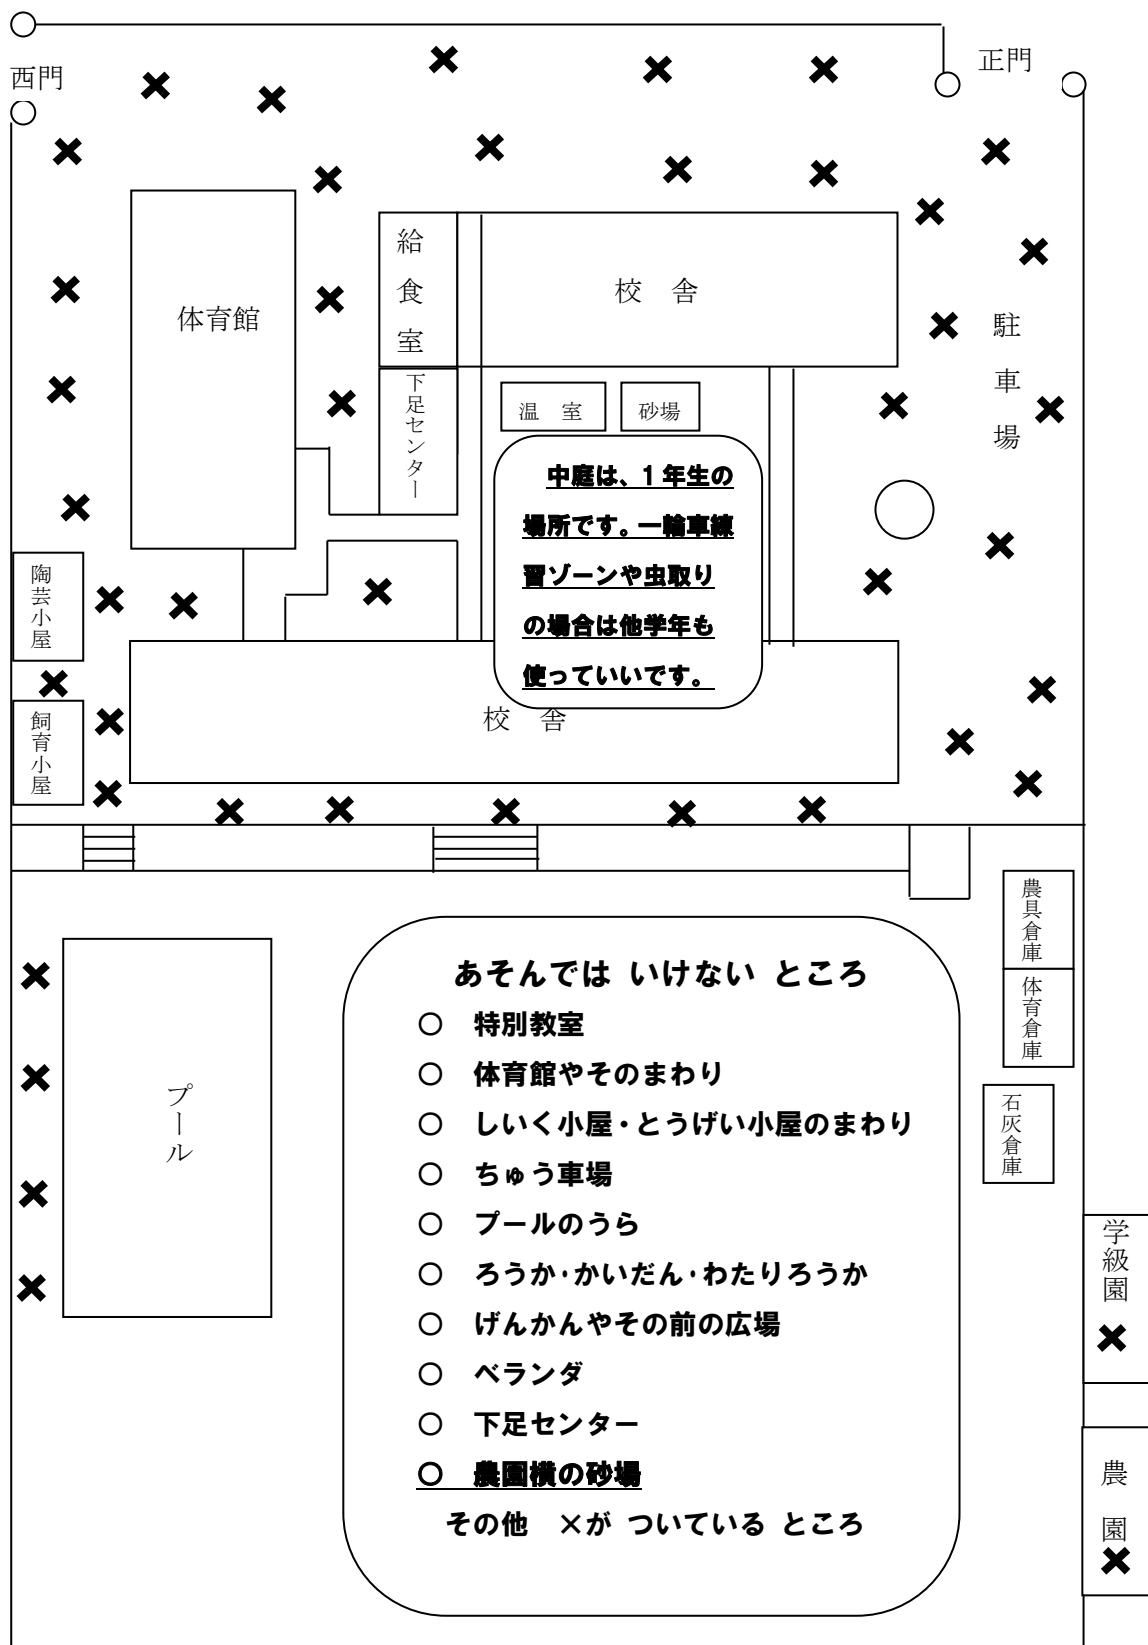 正門
西門
給食室
校　舎
体育館
駐車場
下足センター
温　室
砂場
中庭は、1年生の
場所です。一輪車練
習ゾーンや虫取り
の場合は他学年も
使っていいです。
陶芸小屋
飼育小屋
校　舎
農具倉庫
体育倉庫
石灰倉庫
プール
あそんでは いけない ところ
○　特別教室
○　体育館やそのまわり
○　しいく小屋・とうげい小屋のまわり
○　ちゅう車場
○　プールのうら
○　ろうか・かいだん・わたりろうか
○　げんかんやその前の広場
○　ベランダ
○　下足センター
○　農園横の砂場
その他　×が ついている ところ
学級園
農園